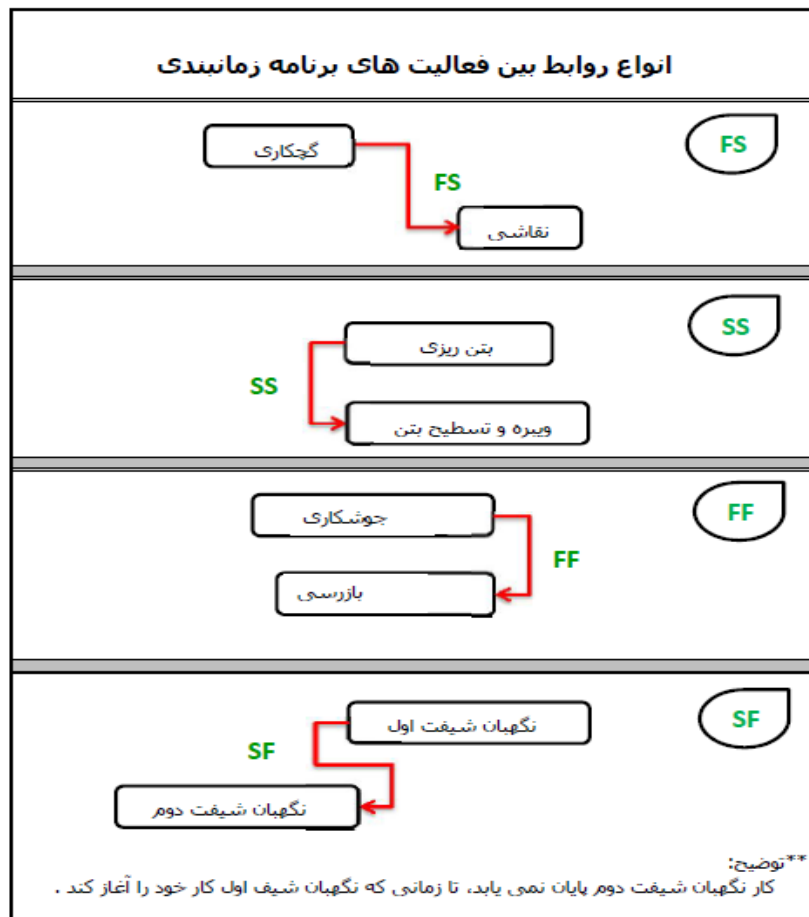 انواع روابط بین فعالیت های برنامه زمانبندی
FS
گچکاری
FS
نقاشی
SS
بتن ریزی
SS
ویبره و تسطیح بتن
FF
جوشکاری
FF
بازرسی
SF
نگهبان شیفت اول
SF
نگهبان شیفت دوم
**توضیح:
کار نگهبان شیفت دوم پایان نمی یابد، تا زمانی که نگهبان شیف اول کار خود را آغاز کند .